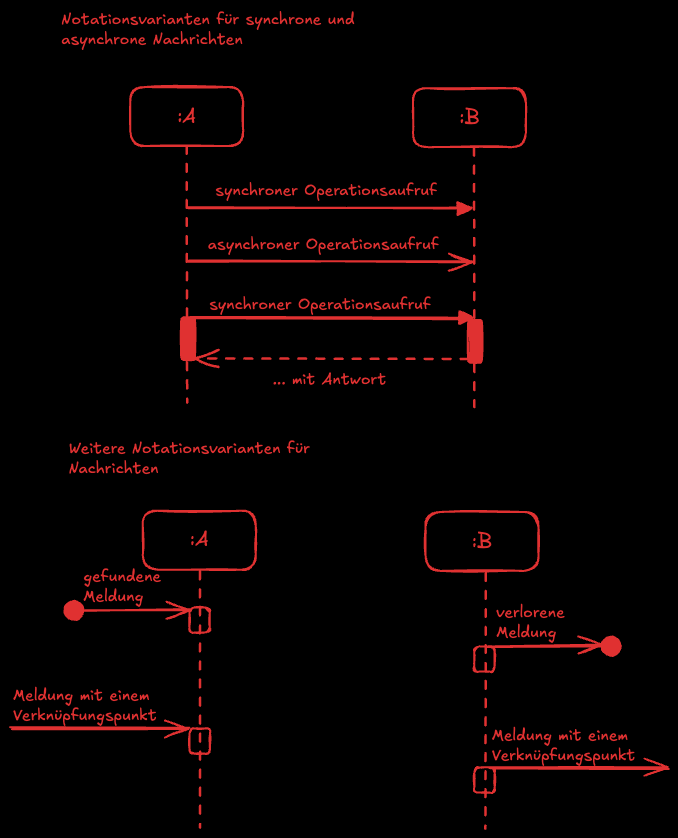 Notationsvarianten für synchrone und
asynchrone Nachrichten
:A
:B
synchroner Operationsaufruf
asynchroner Operationsaufruf
synchroner Operationsaufruf
... mit Antwort
Weitere Notationsvarianten für
Nachrichten
:A
:B
gefundene
Meldung
verlorene
Meldung
Meldung mit einem
Verknüpfungspunkt
Meldung mit einem
Verknüpfungspunkt